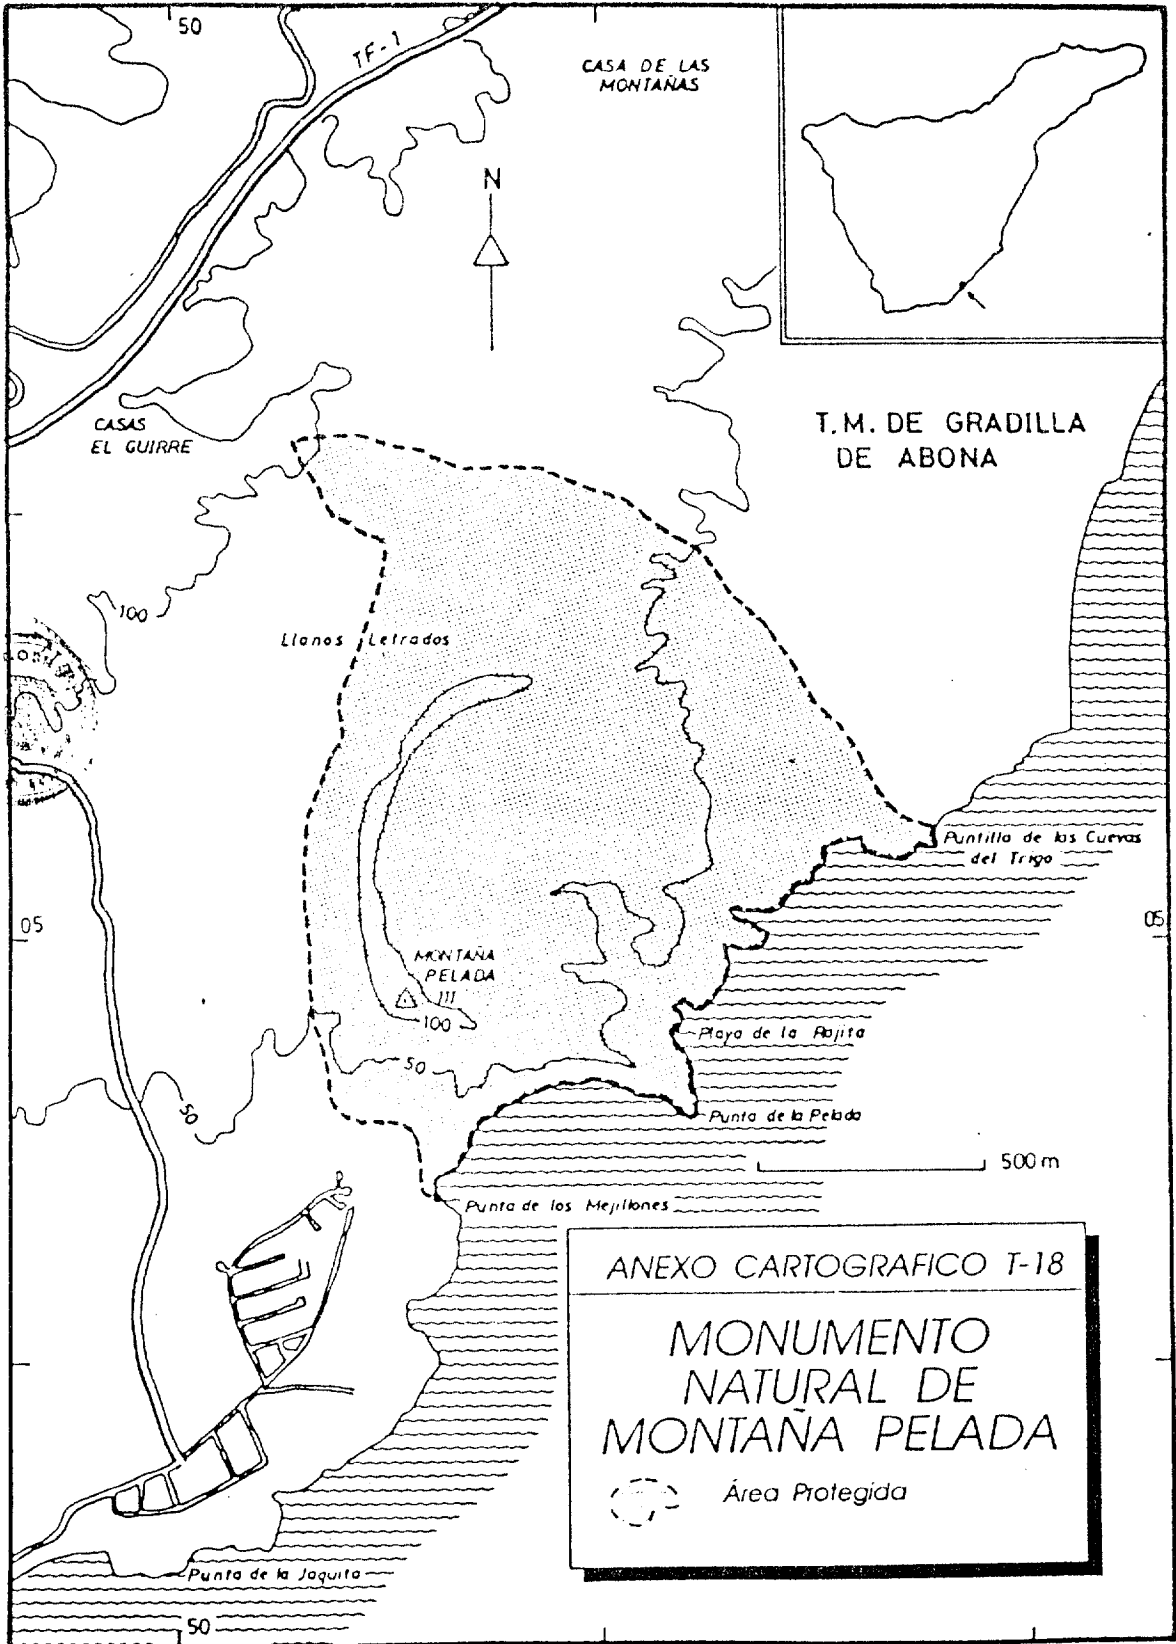 50
TF-1
CASA DE LAS
MONTAÑAS
N
CASAS
EL GUIRRE
T.M. DE GRADILLA
DE ABONA
100
Llanos Letrados
Puntilla de las Cuevas
del Trigo
05
05
MONTAÑA
PELADA
111
100
Playa de la Rajita
50
50
Punta de la Pelada
500 m
Punta de los Mejillones
ANEXO CARTOGRAFICO T-18
MONUMENTO
NATURAL DE
MONTAÑA PELADA
Área Protegida
Punta de la Jaquita
50